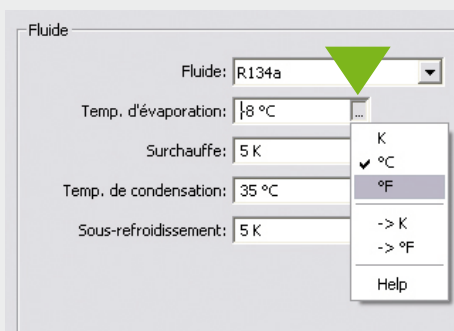 Fluide
Fluide: R134a
Temp. d'évaporation: -8 °C ...
Surchauffe: 5 K
Temp. de condensation: 35 °C
Sous-refroidissement: 5 K
K
✔ °C
°F
-> K
-> °F
Help